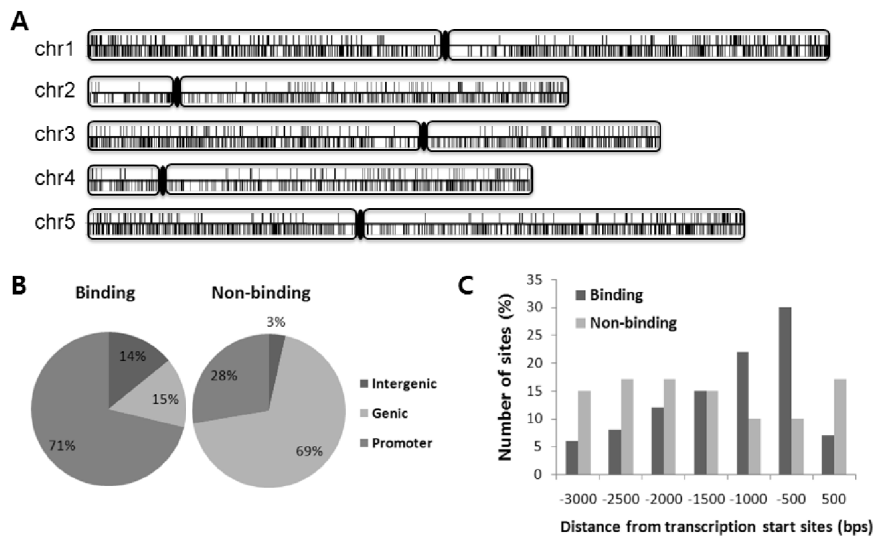 A
chr1
chr2
chr3
chr4
chr5
B
Binding
Non-binding
14%
15%
71%
3%
28%
69%
Intergenic
Genic
Promoter
C
Number of sites (%)
35
30
25
20
15
10
5
0
Binding
Non-binding
-3000 -2500 -2000 -1500 -1000 -500 500
Distance from transcription start sites (bps)